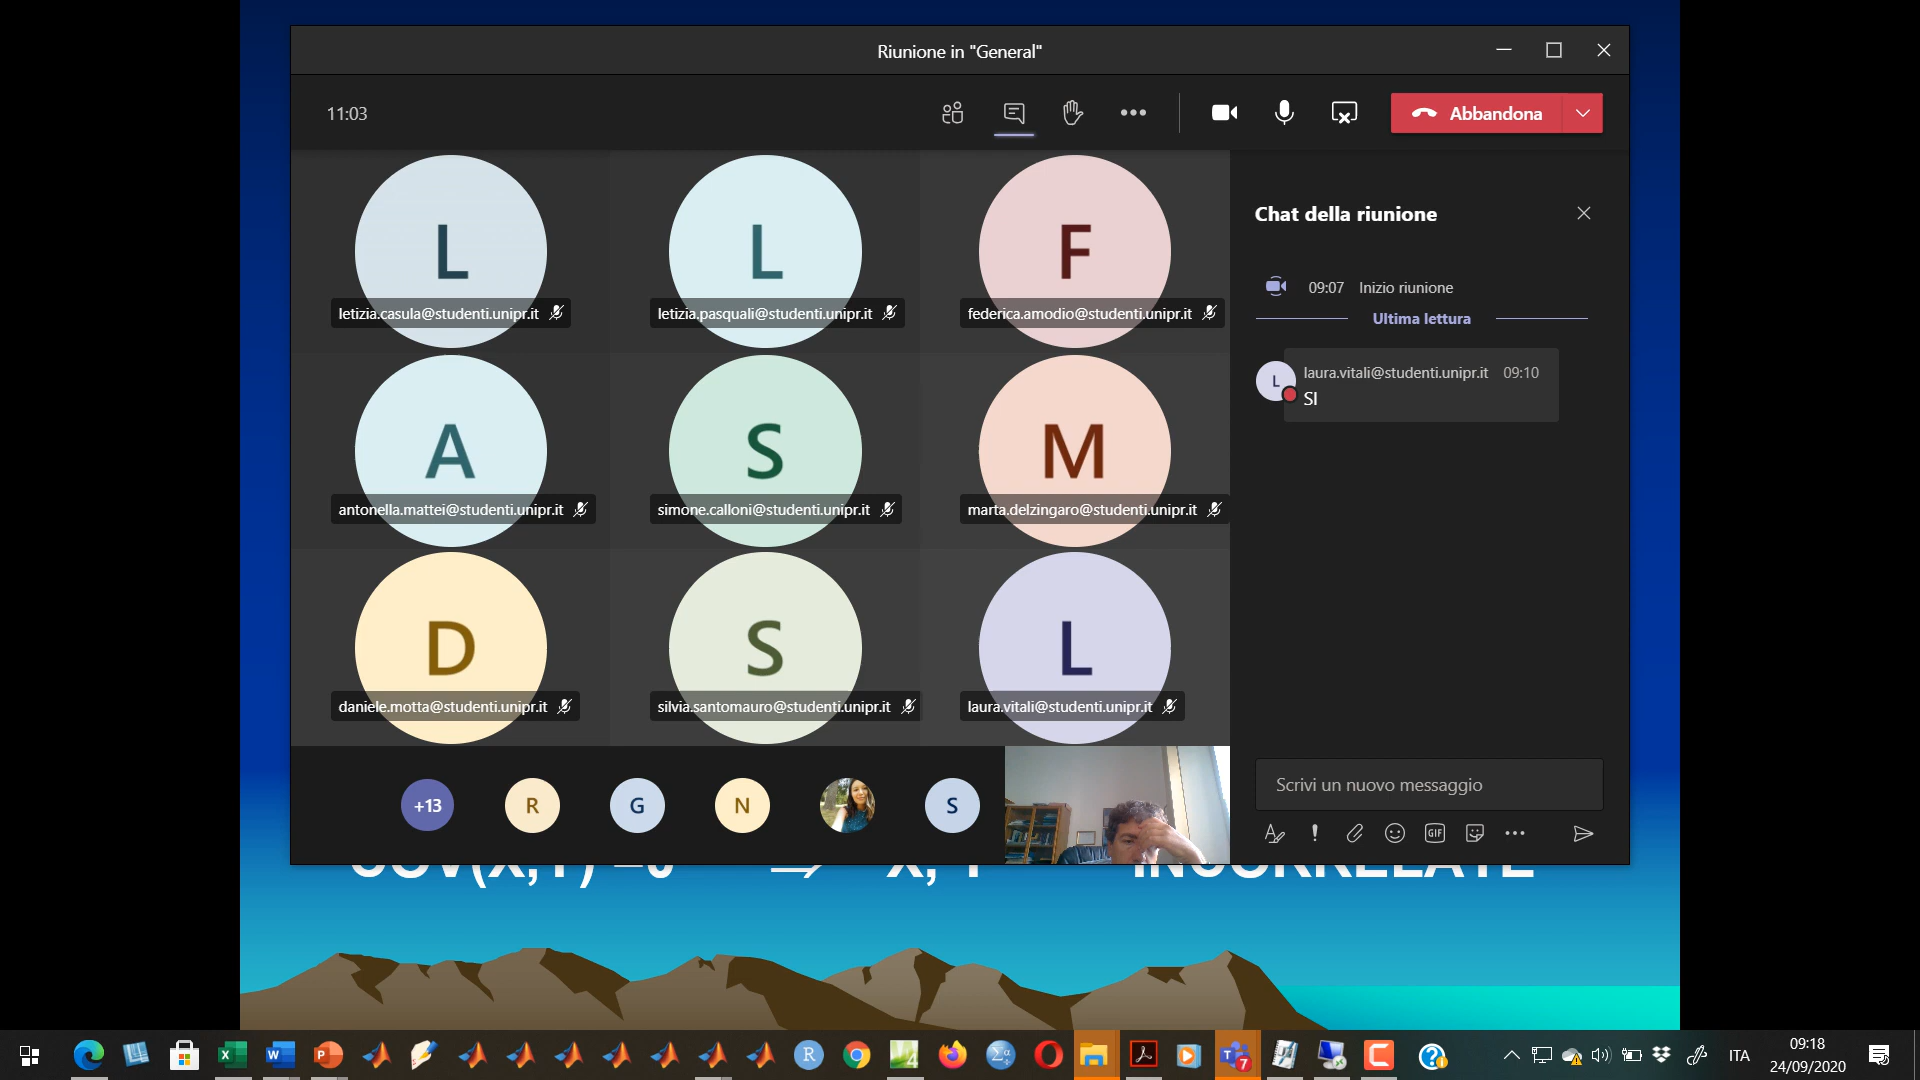 Riunione in "General"
11:03
Abbandona
L
L
F
letizia.casula@studenti.unipr.it
letizia.pasquali@studenti.unipr.it
federica.amodio@studenti.unipr.it
A
S
M
antonella.mattei@studenti.unipr.it
simone.calloni@studenti.unipr.it
marta.delzingaro@studenti.unipr.it
D
S
L
daniele.motta@studenti.unipr.it
silvia.santomauro@studenti.unipr.it
laura.vitali@studenti.unipr.it
+13
R
G
N
S
Chat della riunione
09:07 Inizio riunione
Ultima lettura
L
laura.vitali@studenti.unipr.it 09:10
SI
Scrivi un nuovo messaggio
GIF
COV(X,Y) =0 ⇒ X, Y INCORRELATE
ITA
09:18
24/09/2020